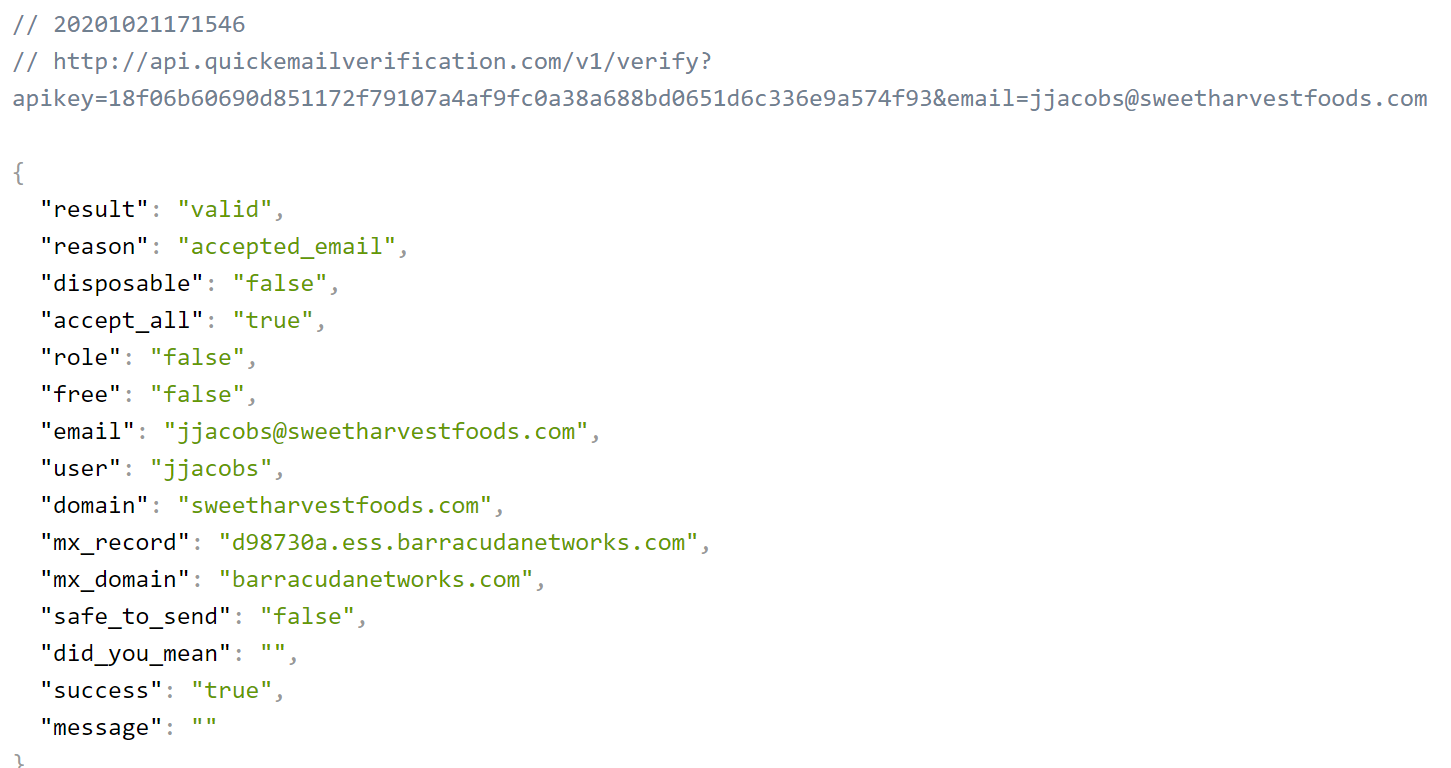 // 20201021171546
// http://api.quickemailverification.com/v1/verify?
apikey=18f06b60690d851172f79107a4af9fc0a38a688bd0651d6c336e9a574f93&email=jjacobs@sweetharvestfoods.com
{
"result": "valid",
"reason": "accepted_email",
"disposable": "false",
"accept_all": "true",
"role": "false",
"free": "false",
"email": "jjacobs@sweetharvestfoods.com",
"user": "jjacobs",
"domain": "sweetharvestfoods.com",
"mx_record": "d98730a.ess.barracudanetworks.com",
"mx_domain": "barracudanetworks.com",
"safe_to_send": "false",
"did_you_mean": "",
"success": "true",
"message": ""
}